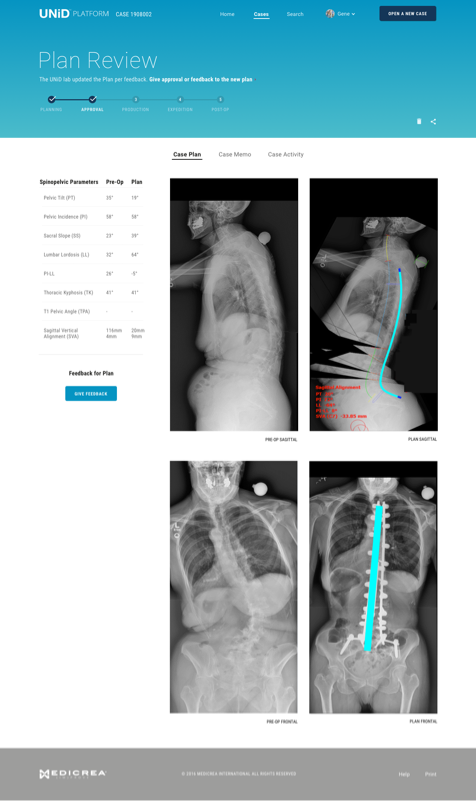 UNiD PLATFORM CASE 1908002
Home Cases Search Gene OPEN A NEW CASE
Plan Review
The UNiD lab updated the Plan per feedback. Give approval or feedback to the new plan
PLANNING APPROVAL PRODUCTION EXPEDITION POST-OP
Case Plan Case Memo Case Activity
Spinopelvic Parameters Pre-Op Plan
Pelvic Tilt (PT) 35° 19°
Pelvic Incidence (PI) 58° 58°
Sacral Slope (SS) 23° 39°
Lumbar Lordosis (LL) 32° 64°
PI-LL 26° -5°
Thoracic Kyphosis (TK) 41° 41°
T1 Pelvic Angle (TPA) - -
Sagittal Vertical 116mm 20mm
Alignment (SVA) 4mm 9mm
Feedback for Plan
GIVE FEEDBACK
PRE-OP SAGITTAL
PLAN SAGITTAL
PRE-OP FRONTAL
PLAN FRONTAL
MEDICREA
© 2019 MEDICREA INTERNATIONAL ALL RIGHTS RESERVED
Help Print